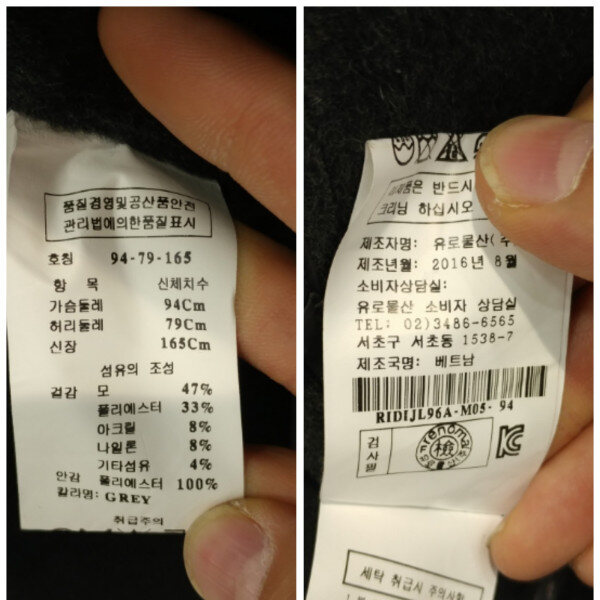 품질경영및공산품안전
관리법에의한품질표시
호칭 94-79-165
항 목 신체치수
가슴둘레 94Cm
허리둘레 79Cm
신장 165Cm
섬유의 조성
겉감 모 47%
폴리에스터 33%
아크릴 8%
나일론 8%
기타섬유 4%
안감 폴리에스터 100%
칼라명: GREY
취급주의
은 반드시
크리닝 하십시오
제조자명: 유로물산(주
제조년월: 2016년 8월
소비자상담실:
유로물산 소비자 상담실
TEL: 02)3486-6565
서초구 서초동 1538-7
제조국명: 베트남
RIDIJL96A-M05- 94
검사필
Prenoma
檢
세탁 취급시 주의사항